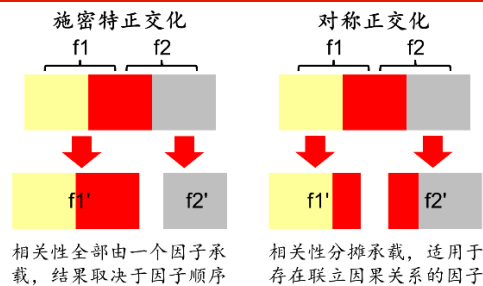 施密特正交化
f1 f2
f1' f2'
相关性全部由一个因子承
载，结果取决于因子顺序
对称正交化
f1 f2
f1' f2'
相关性分摊承载，适用于
存在联立因果关系的因子